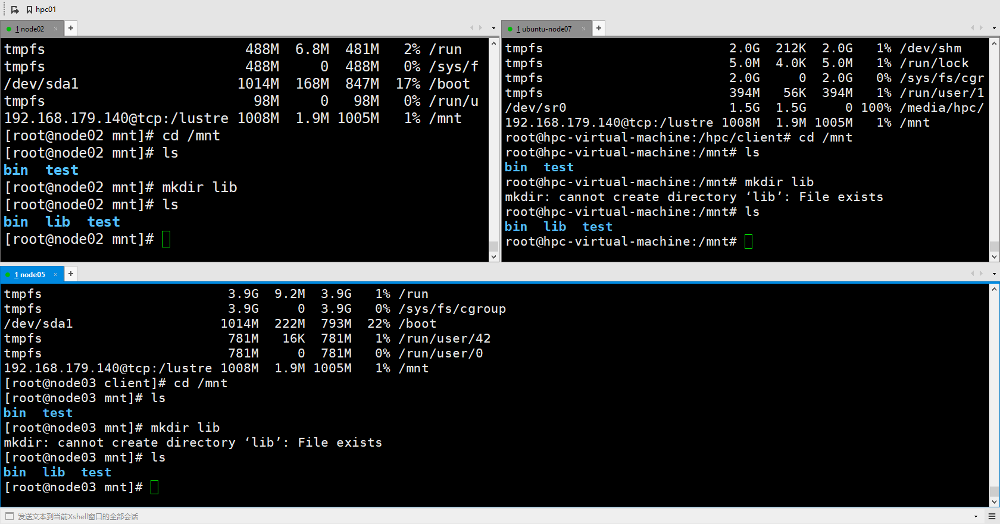 hpc01
1 node02 × +
tmpfs 488M 6.8M 481M 2% /run
tmpfs 488M 0 488M 0% /sys/f
/dev/sda1 1014M 168M 847M 17% /boot
tmpfs 98M 0 98M 0% /run/u
192.168.179.140@tcp:/lustre 1008M 1.9M 1005M 1% /mnt
[root@node02 mnt]# cd /mnt
[root@node02 mnt]# ls
bin test
[root@node02 mnt]# mkdir lib
[root@node02 mnt]# ls
bin lib test
[root@node02 mnt]#
1 ubuntu-node07 × +
tmpfs 2.0G 212K 2.0G 1% /dev/shm
tmpfs 5.0M 4.0K 5.0M 1% /run/lock
tmpfs 2.0G 0 2.0G 0% /sys/fs/cgr
tmpfs 394M 56K 394M 1% /run/user/1
/dev/sr0 1.5G 1.5G 0 100% /media/hpc/
192.168.179.140@tcp:/lustre 1008M 1.9M 1005M 1% /mnt
root@hpc-virtual-machine:/hpc/client# cd /mnt
root@hpc-virtual-machine:/mnt# ls
bin test
root@hpc-virtual-machine:/mnt# mkdir lib
mkdir: cannot create directory ‘lib’: File exists
root@hpc-virtual-machine:/mnt# ls
bin lib test
root@hpc-virtual-machine:/mnt#
1 node05 × +
tmpfs 3.9G 9.2M 3.9G 1% /run
tmpfs 3.9G 0 3.9G 0% /sys/fs/cgroup
/dev/sda1 1014M 222M 793M 22% /boot
tmpfs 781M 16K 781M 1% /run/user/42
tmpfs 781M 0 781M 0% /run/user/0
192.168.179.140@tcp:/lustre 1008M 1.9M 1005M 1% /mnt
[root@node03 client]# cd /mnt
[root@node03 mnt]# ls
bin test
[root@node03 mnt]# mkdir lib
mkdir: cannot create directory ‘lib’: File exists
[root@node03 mnt]# ls
bin lib test
[root@node03 mnt]#
发送文本到当前Xshell窗口的全部会话